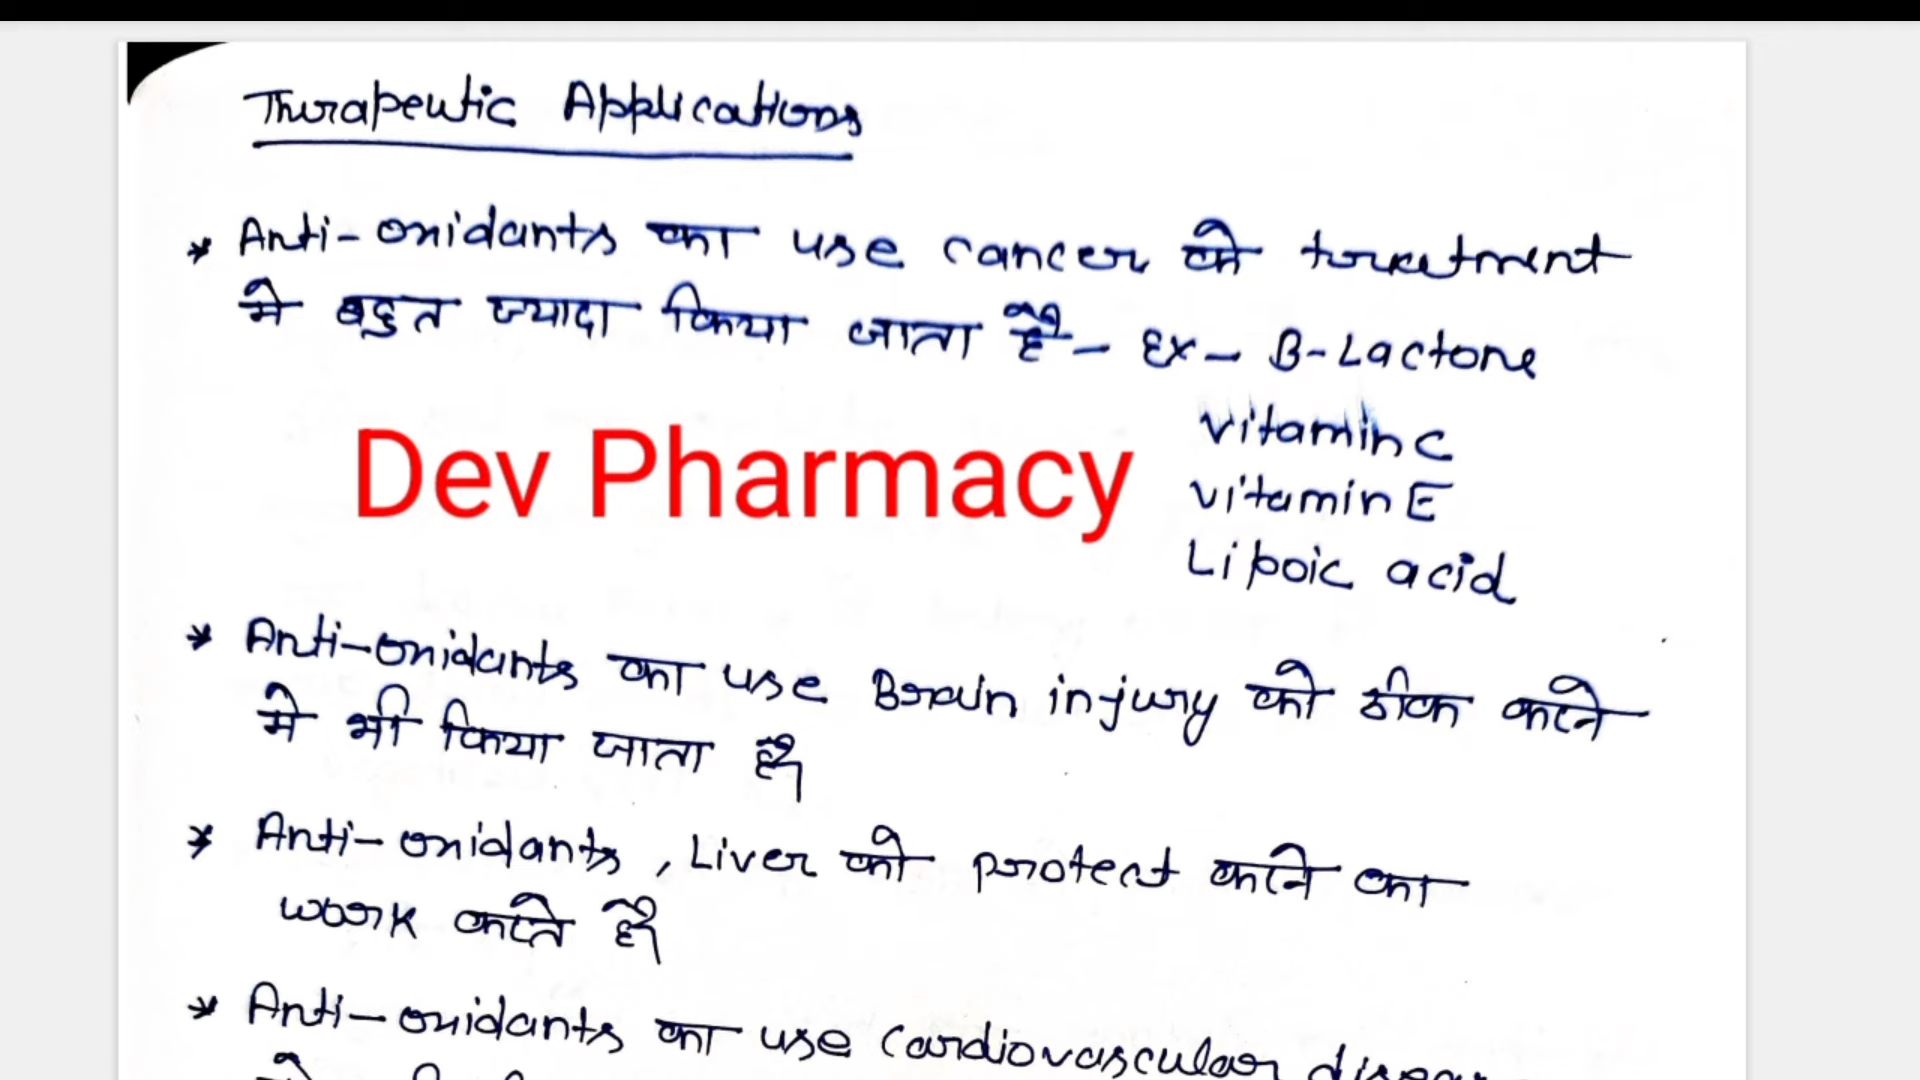 Therapeutic Applications
* Anti-oxidants का use cancer के treatment
मे बहुत ज्यादा किया जाता है - Ex - B-Lactone
Vitamin C
Dev Pharmacy
Vitamin E
Lipoic acid
* Anti-oxidants का use Brain injury को ठीक करने
मे भी किया जाता है।
* Anti-oxidants, Liver को protect करने का
work करते है।
* Anti-oxidants का use Cardiovascular